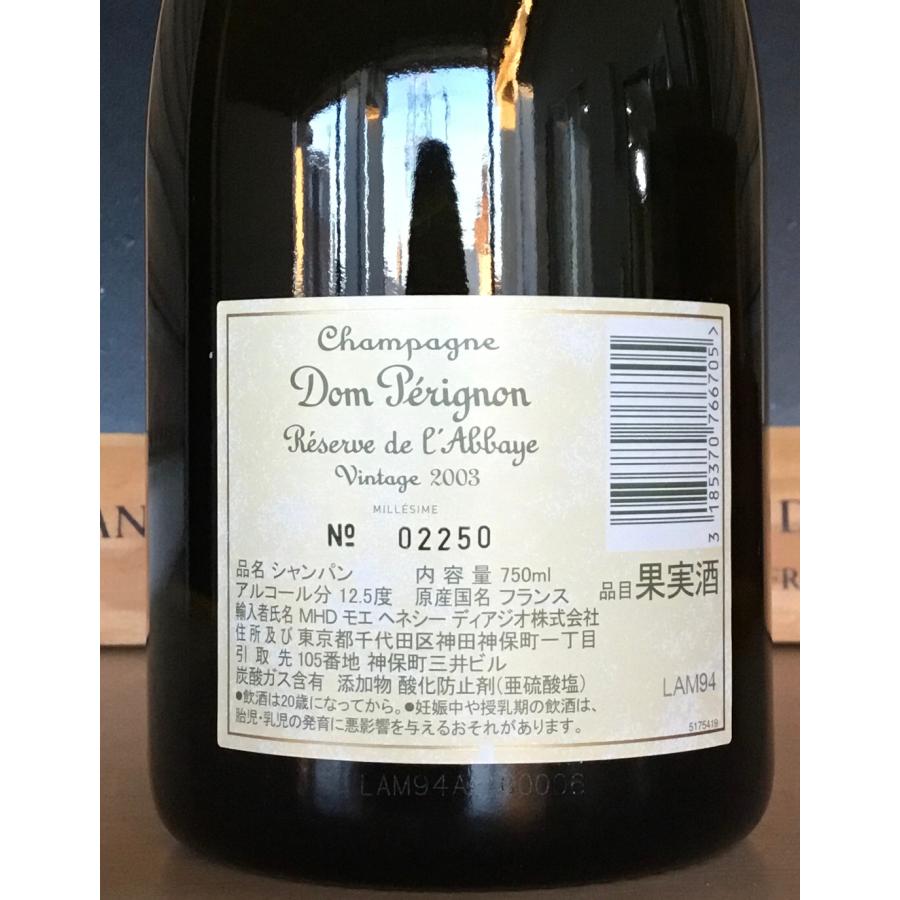 Champagne
Dom Pérignon
Réserve de l'Abbaye
Vintage 2003
MILLÉSIME
Nº 02250
3 185370 766705 >
品名 シャンパン 内容量 750ml
アルコール分 12.5度 原産国名 フランス
品目 果実酒
輸入者氏名 MHD モエ ヘネシー ディアジオ株式会社
住所及び 東京都千代田区神田神保町一丁目
引取先 105番地 神保町三井ビル
炭酸ガス含有 添加物 酸化防止剤(亜硫酸塩)
●飲酒は20歳になってから。●妊娠中や授乳期の飲酒は、
胎児・乳児の発育に悪影響を与えるおそれがあります。
LAM94
5175419
LAM94A
AN
D
FR